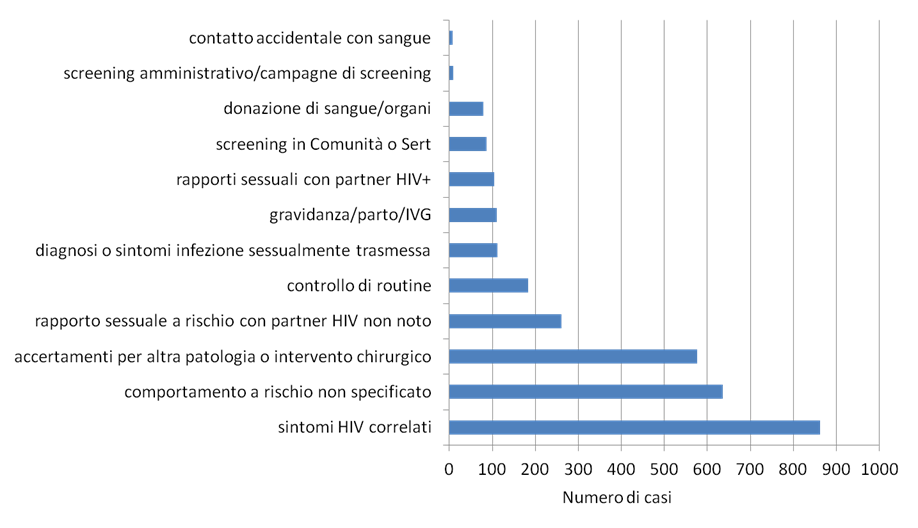 contatto accidentale con sangue
screening amministrativo/campagne di screening
donazione di sangue/organi
screening in Comunità o Sert
rapporti sessuali con partner HIV+
gravidanza/parto/IVG
diagnosi o sintomi infezione sessualmente trasmessa
controllo di routine
rapporto sessuale a rischio con partner HIV non noto
accertamenti per altra patologia o intervento chirurgico
comportamento a rischio non specificato
sintomi HIV correlati
0 100 200 300 400 500 600 700 800 900 1000
Numero di casi